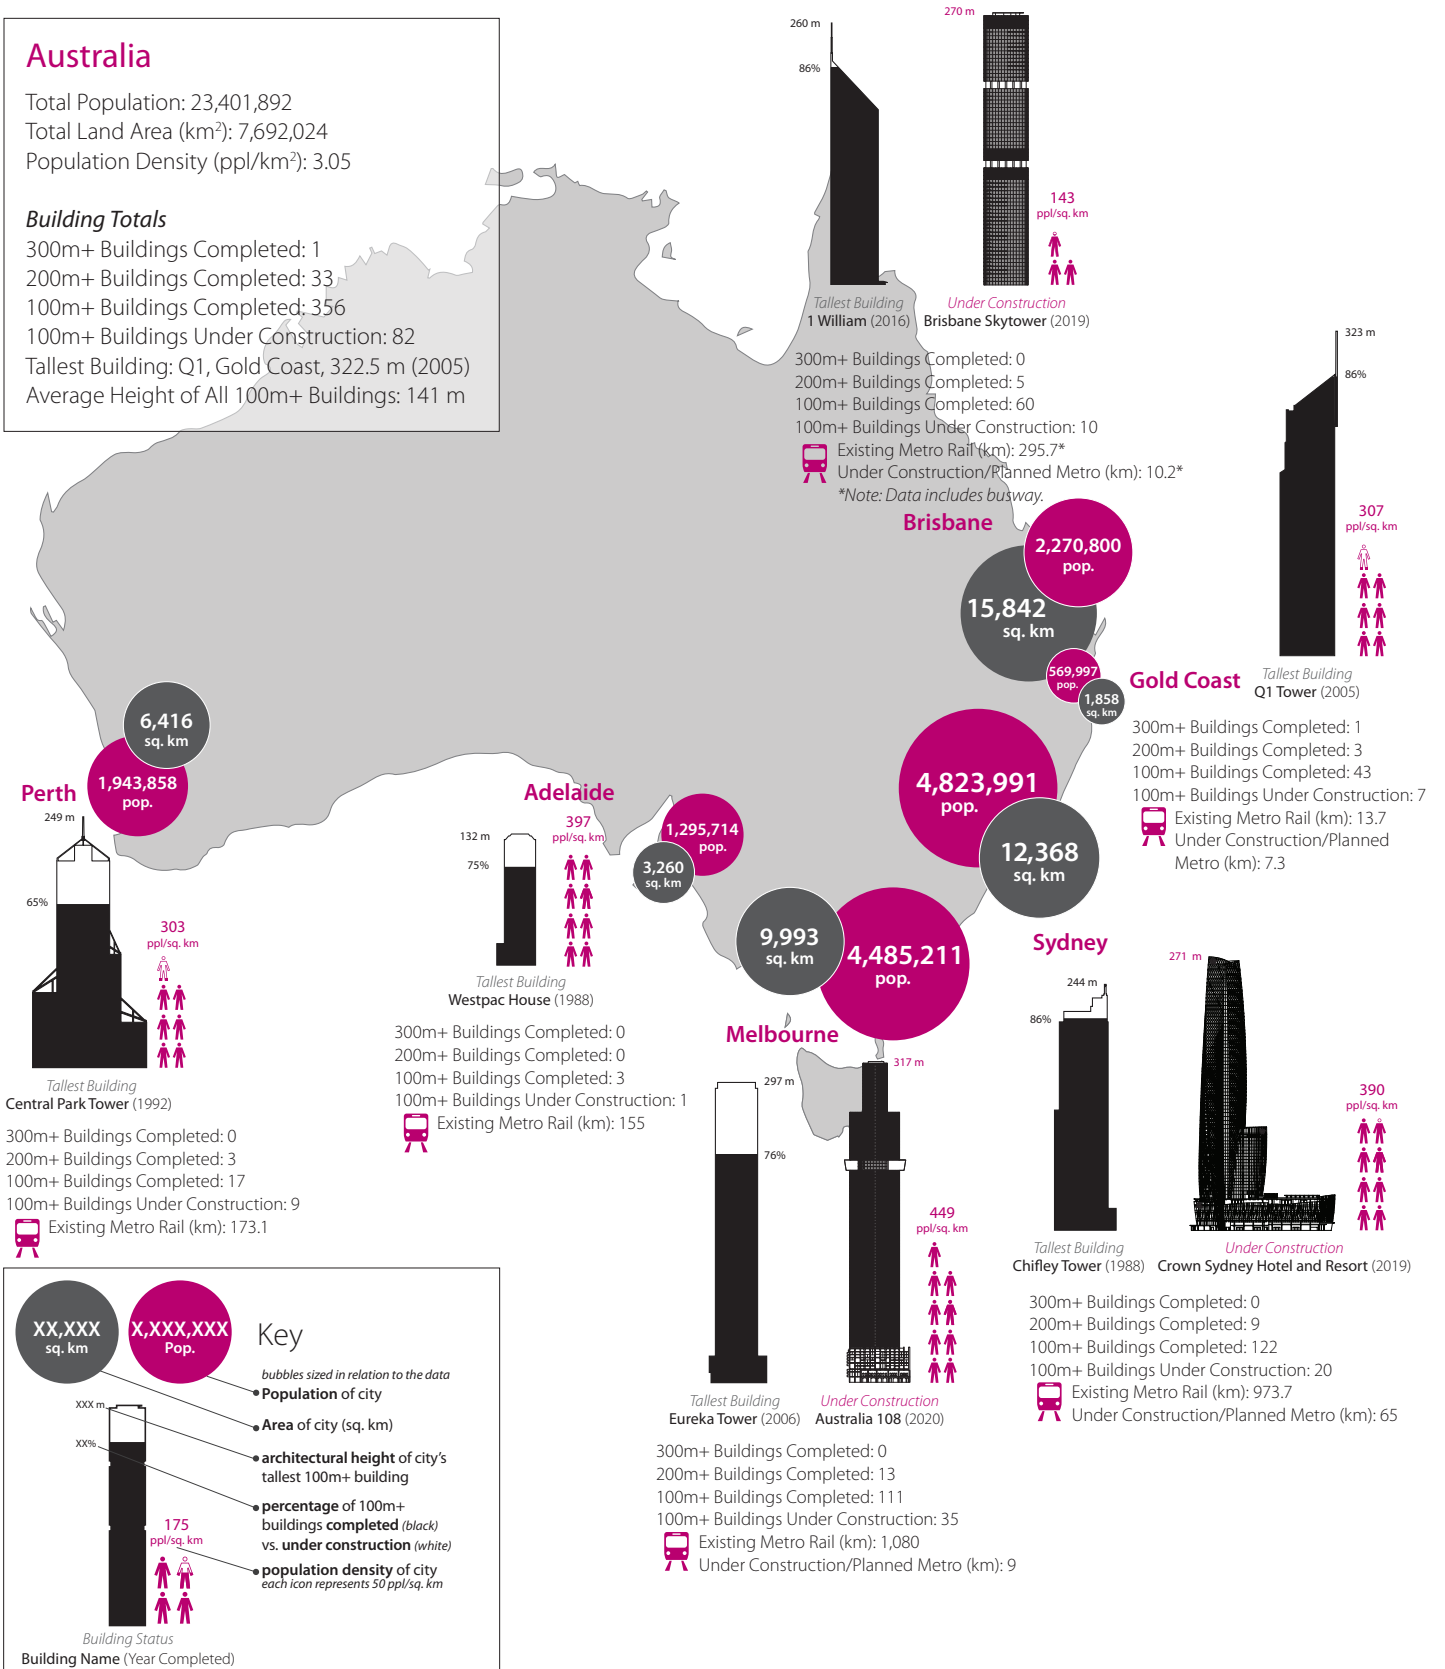 Australia
Total Population: 23,401,892
Total Land Area (km²): 7,692,024
Population Density (ppl/km²): 3.05
Building Totals
300m+ Buildings Completed: 1
200m+ Buildings Completed: 33
100m+ Buildings Completed: 356
100m+ Buildings Under Construction: 82
Tallest Building: Q1, Gold Coast, 322.5 m (2005)
Average Height of All 100m+ Buildings: 141 m
260 m
86%
270 m
143
ppl/sq. km
Tallest Building
1 William (2016)
Under Construction
Brisbane Skytower (2019)
300m+ Buildings Completed: 0
200m+ Buildings Completed: 5
100m+ Buildings Completed: 60
100m+ Buildings Under Construction: 10
Existing Metro Rail (km): 295.7*
Under Construction/Planned Metro (km): 10.2*
*Note: Data includes busway.
Brisbane
2,270,800
pop.
15,842
sq. km
323 m
86%
307
ppl/sq. km
Tallest Building
Q1 Tower (2005)
Gold Coast
569,997
pop.
1,858
sq. km
300m+ Buildings Completed: 1
200m+ Buildings Completed: 3
100m+ Buildings Completed: 43
100m+ Buildings Under Construction: 7
Existing Metro Rail (km): 13.7
Under Construction/Planned
Metro (km): 7.3
6,416
sq. km
1,943,858
pop.
Perth
249 m
65%
303
ppl/sq. km
Tallest Building
Central Park Tower (1992)
300m+ Buildings Completed: 0
200m+ Buildings Completed: 3
100m+ Buildings Completed: 17
100m+ Buildings Under Construction: 9
Existing Metro Rail (km): 173.1
Adelaide
397
ppl/sq. km
132 m
75%
1,295,714
pop.
3,260
sq. km
Tallest Building
Westpac House (1988)
300m+ Buildings Completed: 0
200m+ Buildings Completed: 0
100m+ Buildings Completed: 3
100m+ Buildings Under Construction: 1
Existing Metro Rail (km): 155
4,823,991
pop.
12,368
sq. km
Sydney
244 m
86%
271 m
390
ppl/sq. km
Tallest Building
Chifley Tower (1988)
Under Construction
Crown Sydney Hotel and Resort (2019)
300m+ Buildings Completed: 0
200m+ Buildings Completed: 9
100m+ Buildings Completed: 122
100m+ Buildings Under Construction: 20
Existing Metro Rail (km): 973.7
Under Construction/Planned Metro (km): 65
9,993
sq. km
4,485,211
pop.
Melbourne
297 m
76%
317 m
449
ppl/sq. km
Tallest Building
Eureka Tower (2006)
Under Construction
Australia 108 (2020)
300m+ Buildings Completed: 0
200m+ Buildings Completed: 13
100m+ Buildings Completed: 111
100m+ Buildings Under Construction: 35
Existing Metro Rail (km): 1,080
Under Construction/Planned Metro (km): 9
XX,XXX
sq. km
X,XXX,XXX
Pop.
Key
bubbles sized in relation to the data
Population of city
Area of city (sq. km)
architectural height of city's
tallest 100m+ building
percentage of 100m+
buildings completed (black)
vs. under construction (white)
population density of city
each icon represents 50 ppl/sq. km
XXX m
XX%
175
ppl/sq. km
Building Status
Building Name (Year Completed)